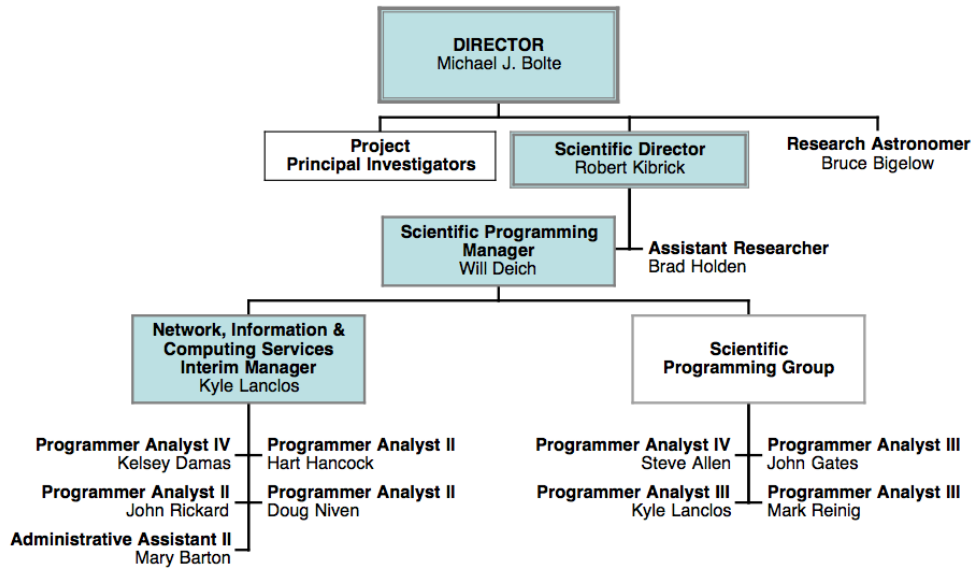 DIRECTOR
Michael J. Bolte
Project
Principal Investigators
Scientific Director
Robert Kibrick
Research Astronomer
Bruce Bigelow
Scientific Programming
Manager
Will Deich
Assistant Researcher
Brad Holden
Network, Information &
Computing Services
Interim Manager
Kyle Lanclos
Scientific
Programming Group
Programmer Analyst IV
Kelsey Damas
Programmer Analyst II
Hart Hancock
Programmer Analyst II
John Rickard
Programmer Analyst II
Doug Niven
Administrative Assistant II
Mary Barton
Programmer Analyst IV
Steve Allen
Programmer Analyst III
John Gates
Programmer Analyst III
Kyle Lanclos
Programmer Analyst III
Mark Reinig